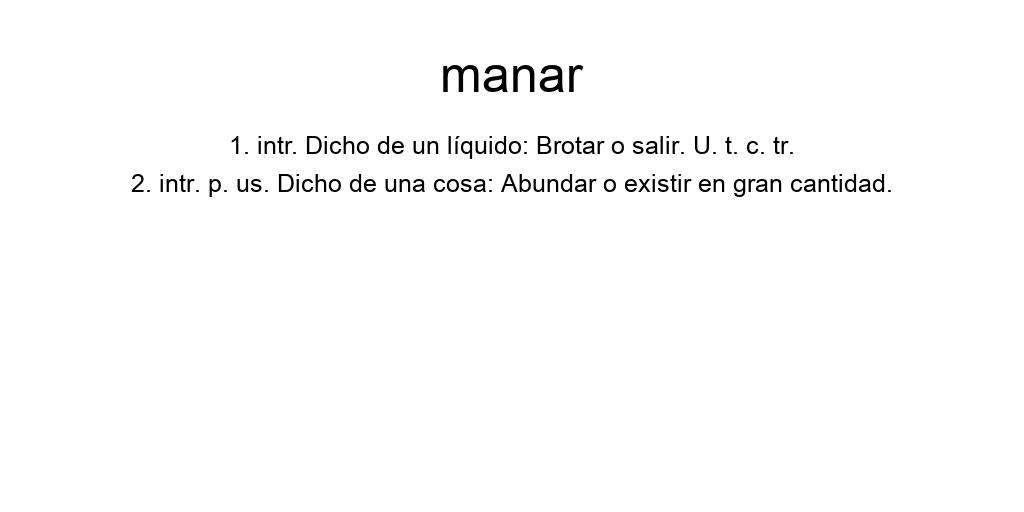 manar
1. intr. Dicho de un líquido: Brotar o salir. U. t. c. tr.
2. intr. p. us. Dicho de una cosa: Abundar o existir en gran cantidad.